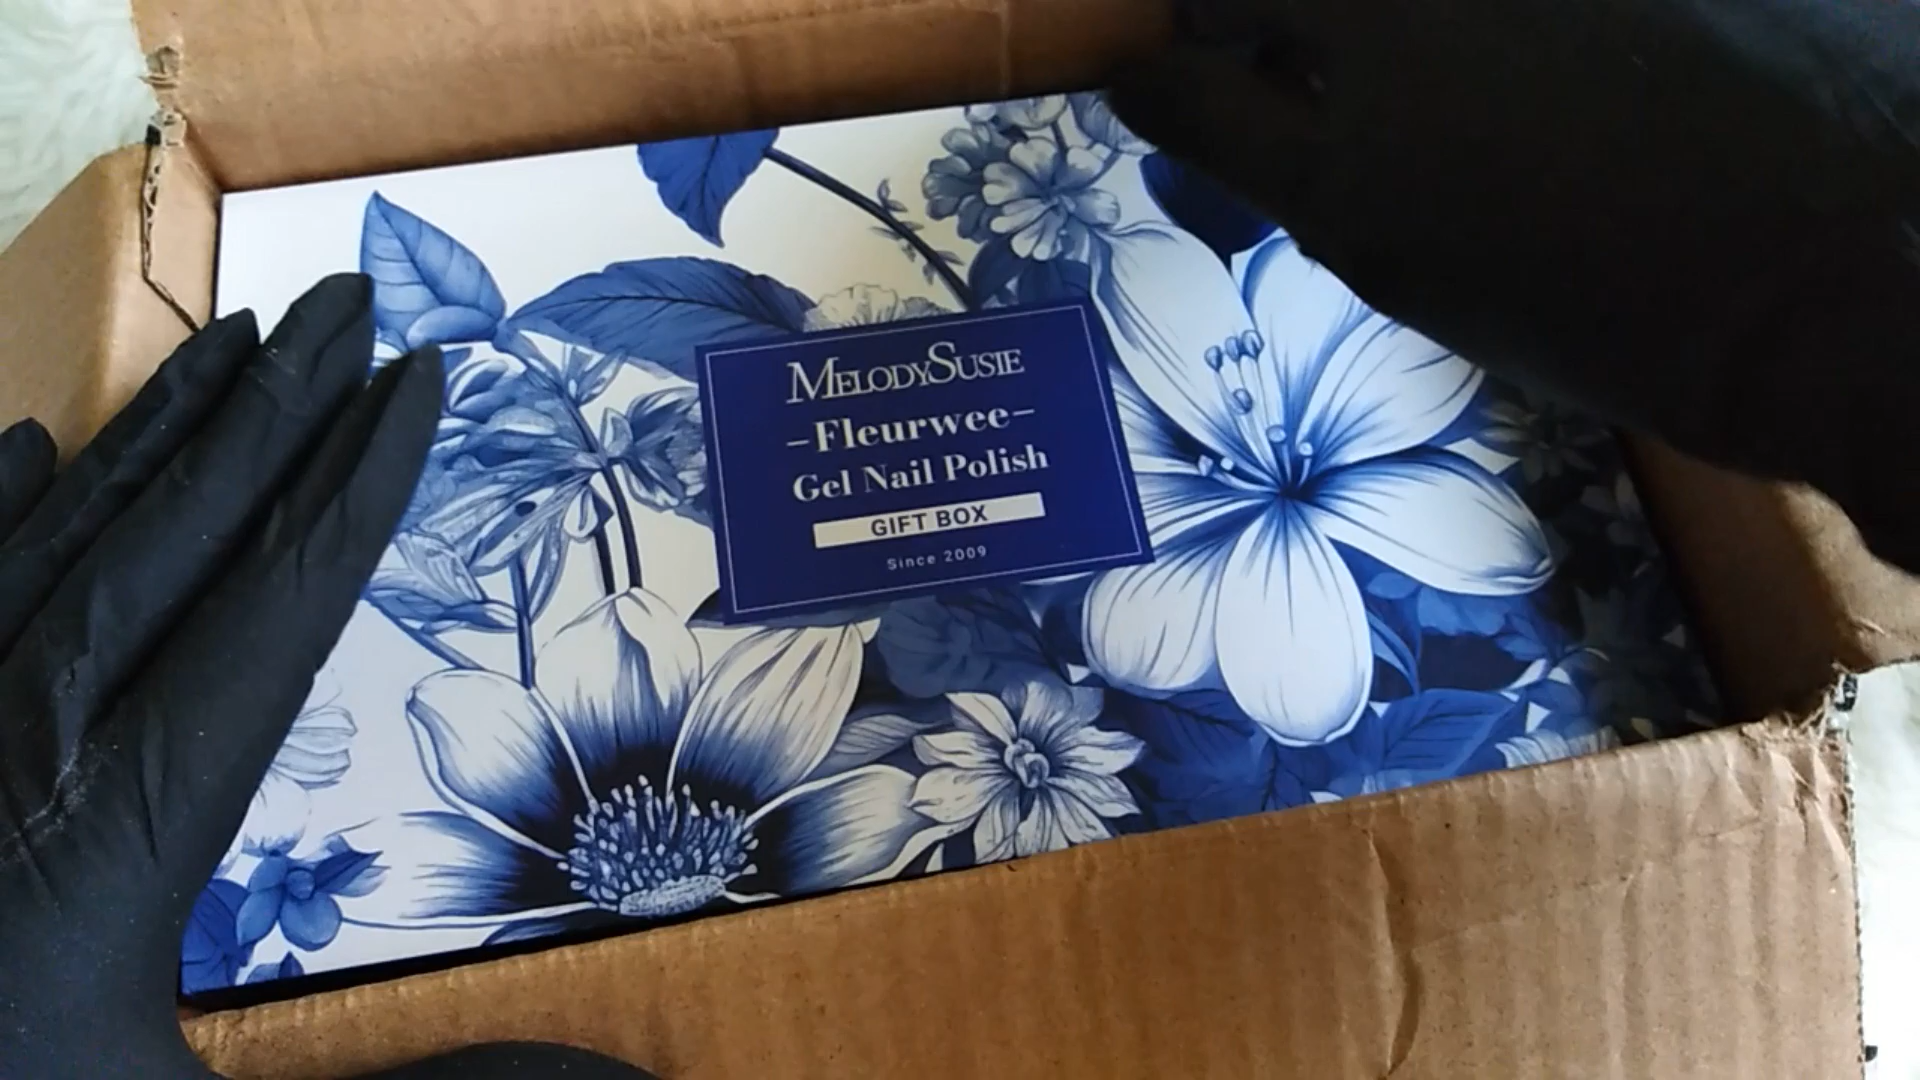 MELODYSUSIE
–Fleurwee–
Gel Nail Polish
GIFT BOX
Since 2009